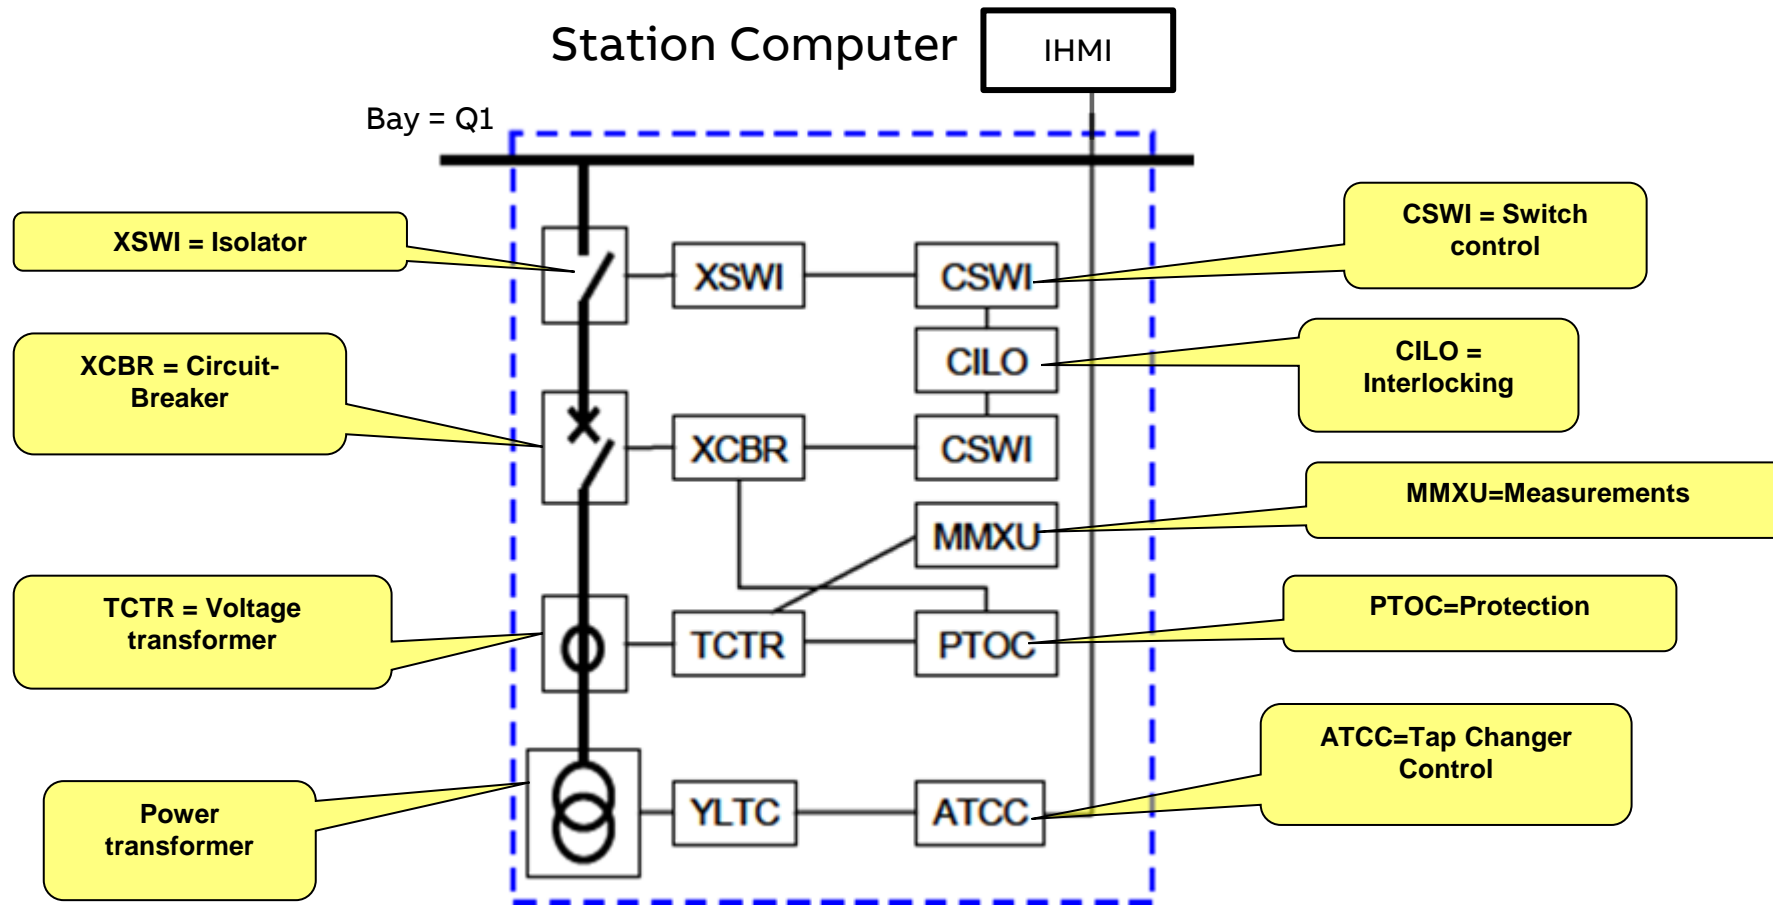 Station Computer
IHMI
Bay = Q1
XSWI = Isolator
XSWI
CSWI
CSWI = Switch
control
CILO
CILO =
Interlocking
XCBR = Circuit-
Breaker
XCBR
CSWI
MMXU
MMXU=Measurements
TCTR = Voltage
transformer
TCTR
PTOC
PTOC=Protection
Power
transformer
YLTC
ATCC
ATCC=Tap Changer
Control